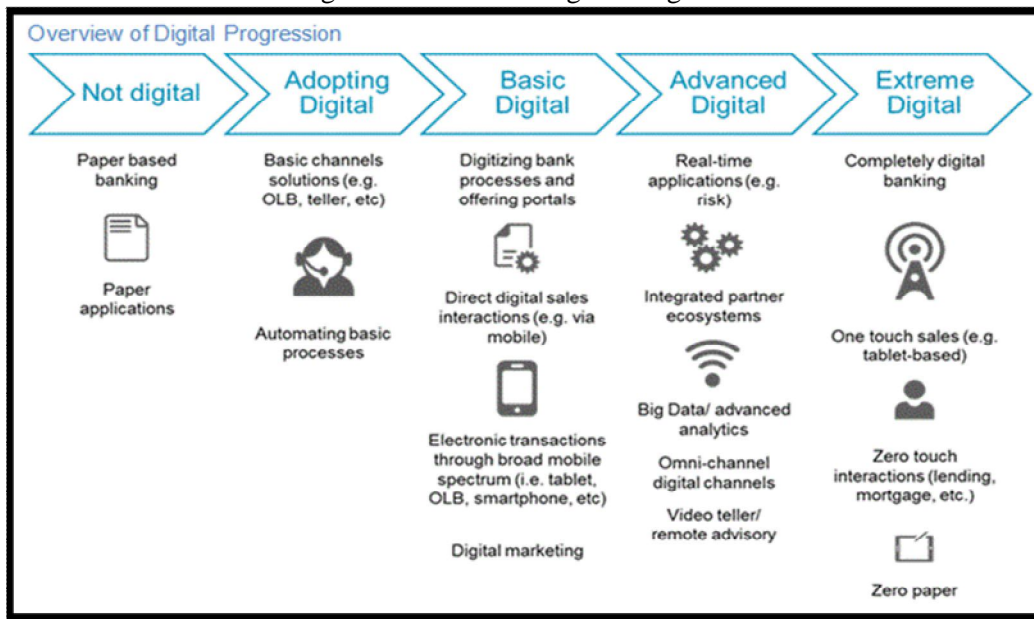 Overview of Digital Progression
Not digital
Adopting
Digital
Basic
Digital
Advanced
Digital
Extreme
Digital
Paper based
banking
Paper
applications
Basic channels
solutions (e.g.
OLB, teller, etc)
Automating basic
processes
Digitizing bank
processes and
offering portals
Direct digital sales
interactions (e.g. via
mobile)
Electronic transactions
through broad mobile
spectrum (i.e. tablet,
OLB, smartphone, etc)
Digital marketing
Real-time
applications (e.g.
risk)
Integrated partner
ecosystems
Big Data/ advanced
analytics
Omni-channel
digital channels
Video teller/
remote advisory
Completely digital
banking
One touch sales (e.g.
tablet-based)
Zero touch
interactions (lending,
mortgage, etc.)
Zero paper